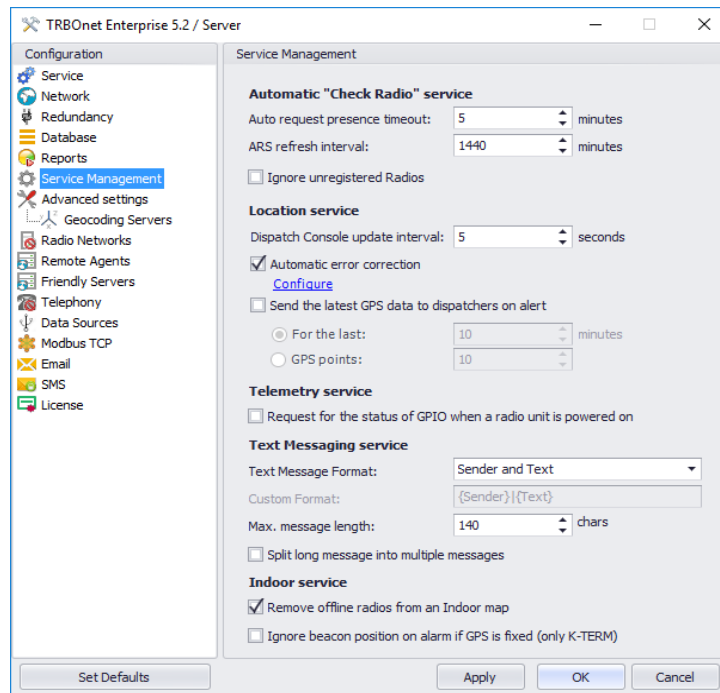 TRBOnet Enterprise 5.2 / Server
Configuration
Service
Network
Redundancy
Database
Reports
Service Management
Advanced settings
Geocoding Servers
Radio Networks
Remote Agents
Friendly Servers
Telephony
Data Sources
Modbus TCP
Email
SMS
License
Service Management
Automatic "Check Radio" service
Auto request presence timeout: 5 minutes
ARS refresh interval: 1440 minutes
Ignore unregistered Radios
Location service
Dispatch Console update interval: 5 seconds
Automatic error correction
Configure
Send the latest GPS data to dispatchers on alert
For the last: 10 minutes
GPS points: 10
Telemetry service
Request for the status of GPIO when a radio unit is powered on
Text Messaging service
Text Message Format: Sender and Text
Custom Format: {Sender}|{Text}
Max. message length: 140 chars
Split long message into multiple messages
Indoor service
Remove offline radios from an Indoor map
Ignore beacon position on alarm if GPS is fixed (only K-TERM)
Set Defaults Apply OK Cancel